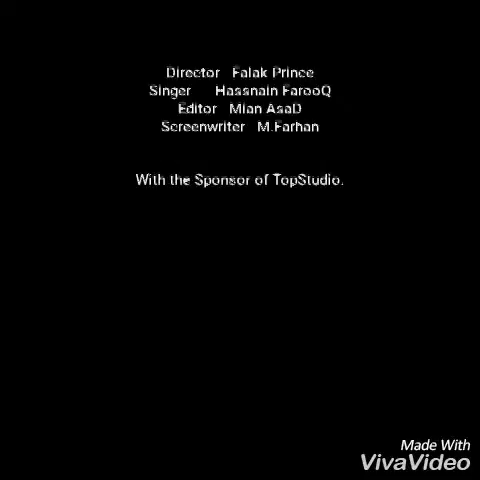 Director Falak Prince
Singer Hassnain FarooQ
Editor Mian AsaD
Screenwriter M.Farhan
With the Sponsor of TopStudio.
Made With
VivaVideo